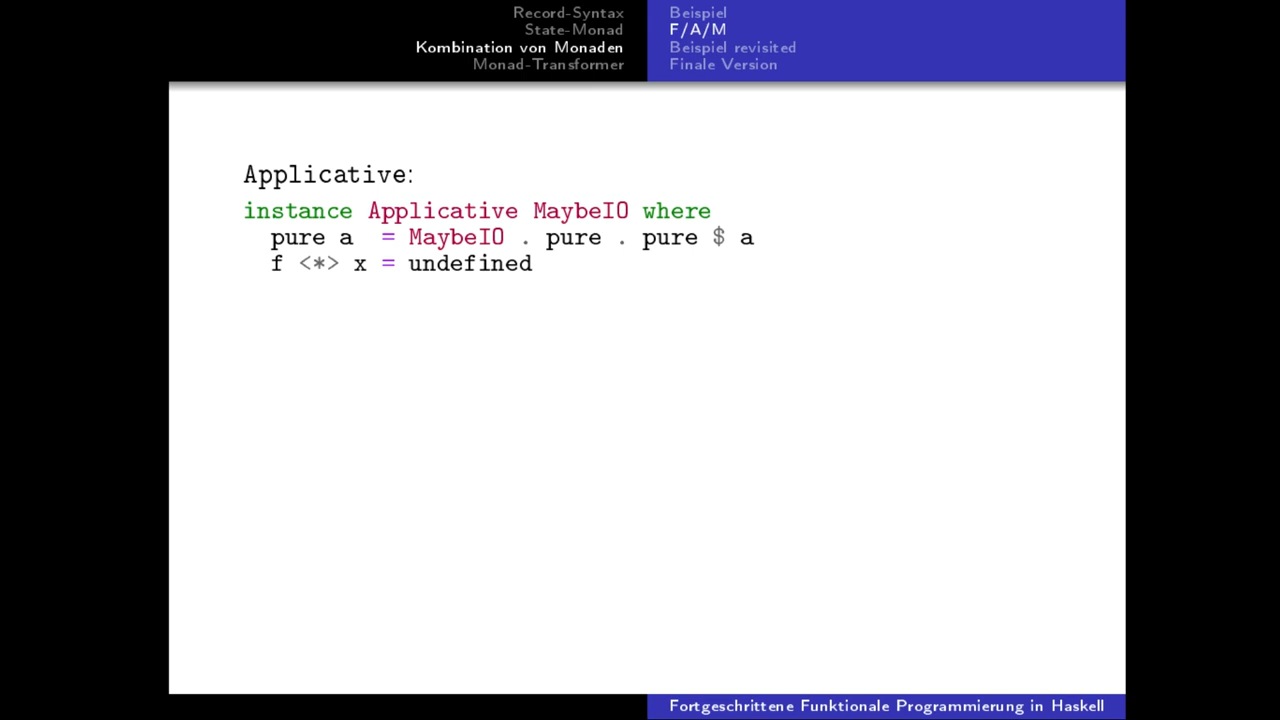 Record-Syntax
State-Monad
Kombination von Monaden
Monad-Transformer
Beispiel
F/A/M
Beispiel revisited
Finale Version
Applicative:
instance Applicative MaybeIO where
  pure a  = MaybeIO . pure . pure $ a
  f <*> x = undefined
Fortgeschrittene Funktionale Programmierung in Haskell